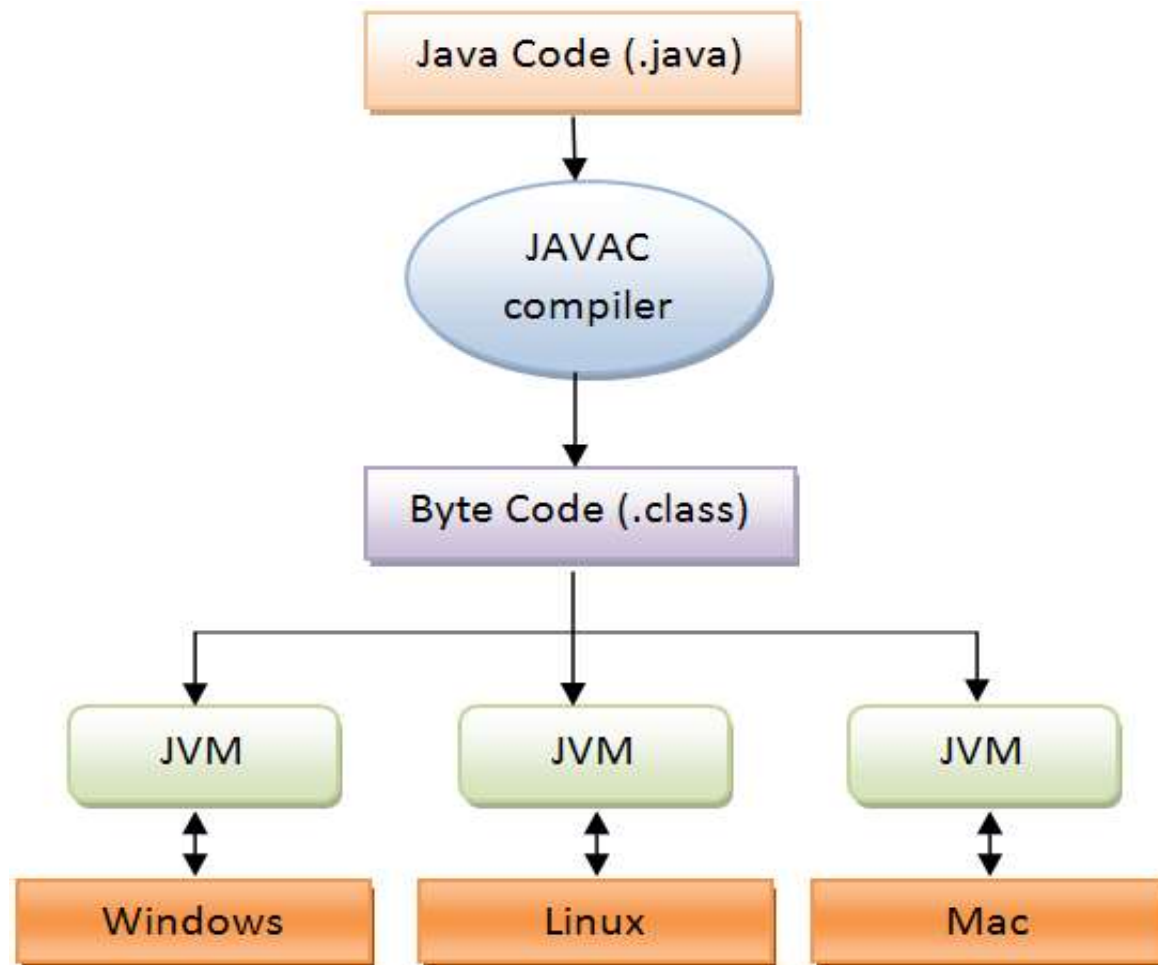 Java Code (.java)
JAVAC
compiler
Byte Code (.class)
JVM
JVM
JVM
Windows
Linux
Mac